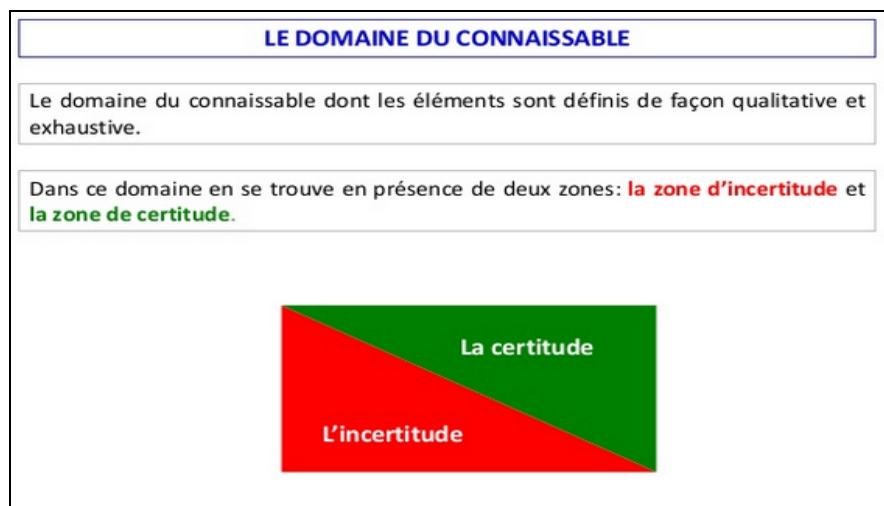 LE DOMAINE DU CONNAISSABLE
Le domaine du connaissable dont les éléments sont définis de façon qualitative et
exhaustive.
Dans ce domaine en se trouve en présence de deux zones: la zone d’incertitude et
la zone de certitude.
La certitude
L’incertitude